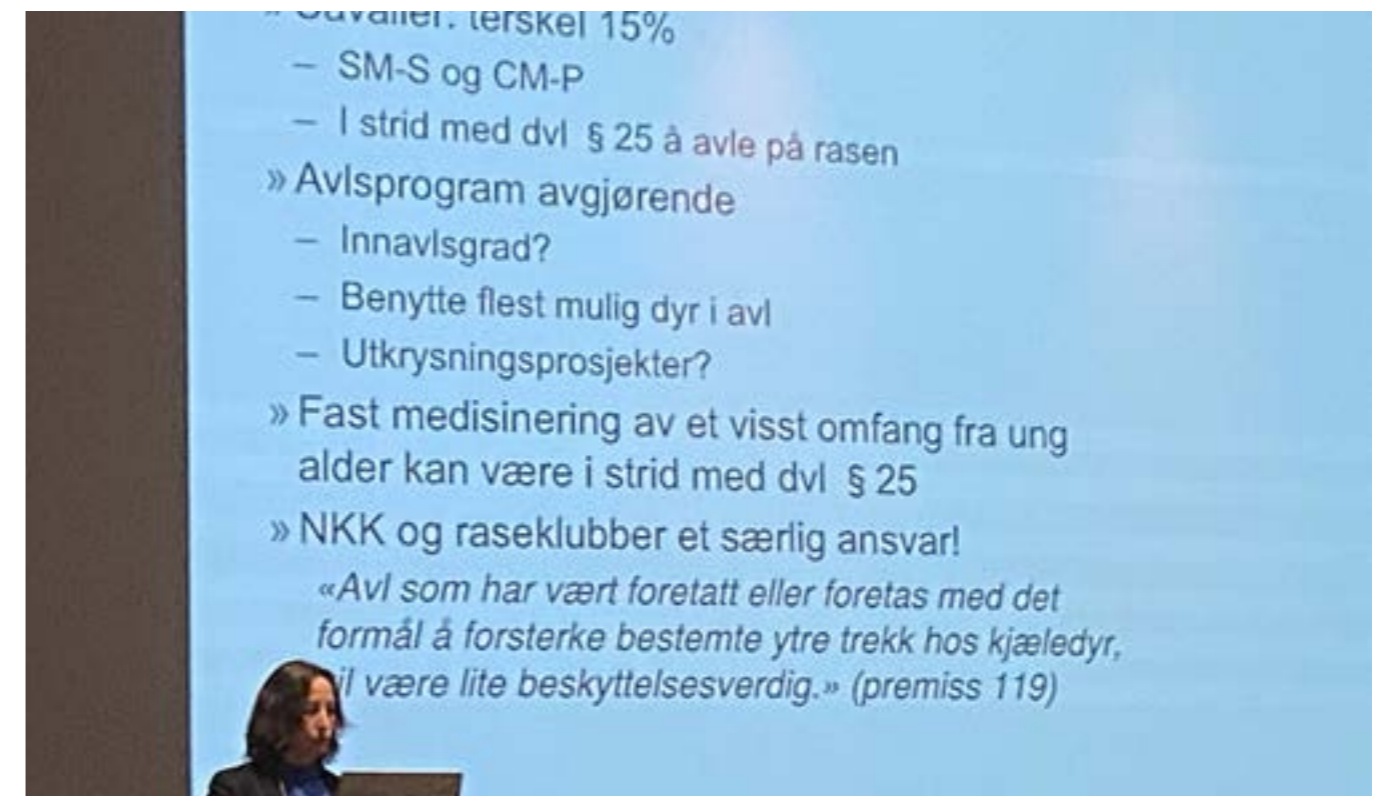 » Cavalier: terskel 15%
– SM-S og CM-P
– I strid med dvl § 25 å avle på rasen
» Avlsprogram avgjørende
– Innavlsgrad?
– Benytte flest mulig dyr i avl
– Utkrysningsprosjekter?
» Fast medisinering av et visst omfang fra ung
alder kan være i strid med dvl § 25
» NKK og raseklubber et særlig ansvar!
«Avl som har vært foretatt eller foretas med det
formål å forsterke bestemte ytre trekk hos kjæledyr,
være lite beskyttelsesverdig.» (premiss 119)